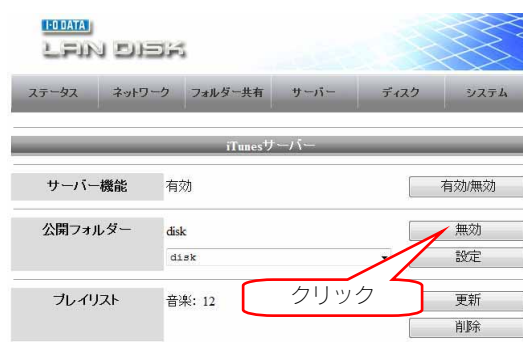 I-O DATA
LAN DISK
ステータス ネットワーク フォルダー共有 サーバー ディスク システム
iTunesサーバー
サーバー機能 有効 有効/無効
公開フォルダー disk 無効
disk 設定
クリック
プレイリスト 音楽: 12 更新
削除